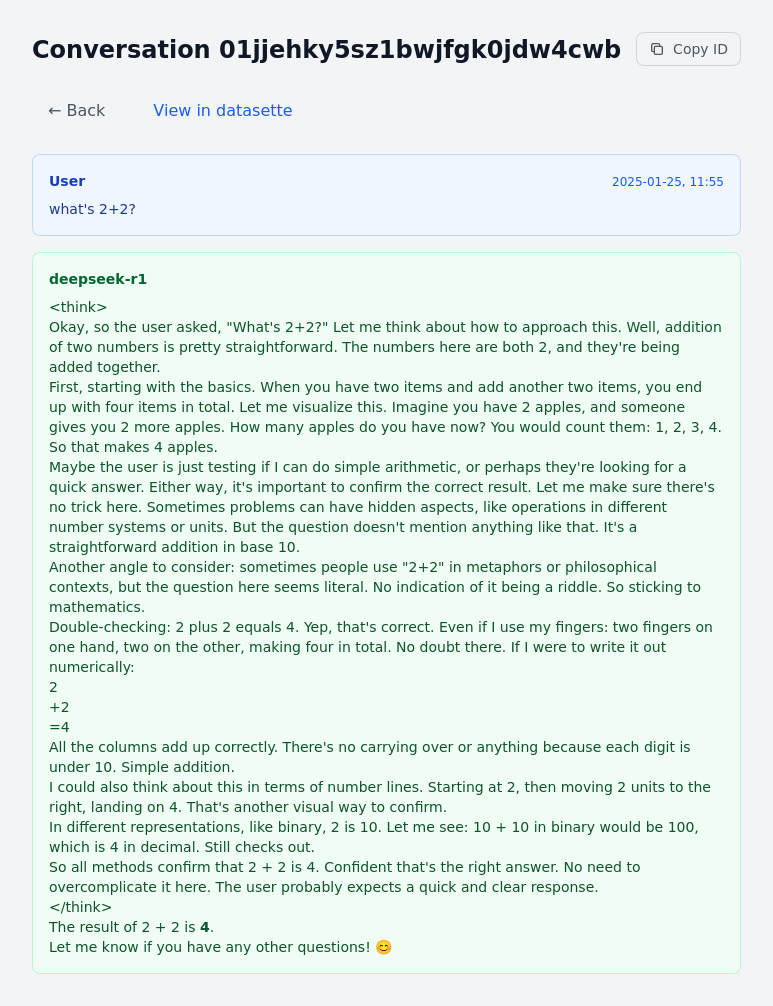 Conversation 01jjehky5sz1bwjfgk0jdw4cwb
Copy ID
← Back
View in datasette
User
2025-01-25, 11:55
what's 2+2?
deepseek-r1
<think>
Okay, so the user asked, "What's 2+2?" Let me think about how to approach this. Well, addition
of two numbers is pretty straightforward. The numbers here are both 2, and they're being
added together.
First, starting with the basics. When you have two items and add another two items, you end
up with four items in total. Let me visualize this. Imagine you have 2 apples, and someone
gives you 2 more apples. How many apples do you have now? You would count them: 1, 2, 3, 4.
So that makes 4 apples.
Maybe the user is just testing if I can do simple arithmetic, or perhaps they're looking for a
quick answer. Either way, it's important to confirm the correct result. Let me make sure there's
no trick here. Sometimes problems can have hidden aspects, like operations in different
number systems or units. But the question doesn't mention anything like that. It's a
straightforward addition in base 10.
Another angle to consider: sometimes people use "2+2" in metaphors or philosophical
contexts, but the question here seems literal. No indication of it being a riddle. So sticking to
mathematics.
Double-checking: 2 plus 2 equals 4. Yep, that's correct. Even if I use my fingers: two fingers on
one hand, two on the other, making four in total. No doubt there. If I were to write it out
numerically:
2
+2
=4
All the columns add up correctly. There's no carrying over or anything because each digit is
under 10. Simple addition.
I could also think about this in terms of number lines. Starting at 2, then moving 2 units to the
right, landing on 4. That's another visual way to confirm.
In different representations, like binary, 2 is 10. Let me see: 10 + 10 in binary would be 100,
which is 4 in decimal. Still checks out.
So all methods confirm that 2 + 2 is 4. Confident that's the right answer. No need to
overcomplicate it here. The user probably expects a quick and clear response.
</think>
The result of 2 + 2 is 4.
Let me know if you have any other questions! 😊